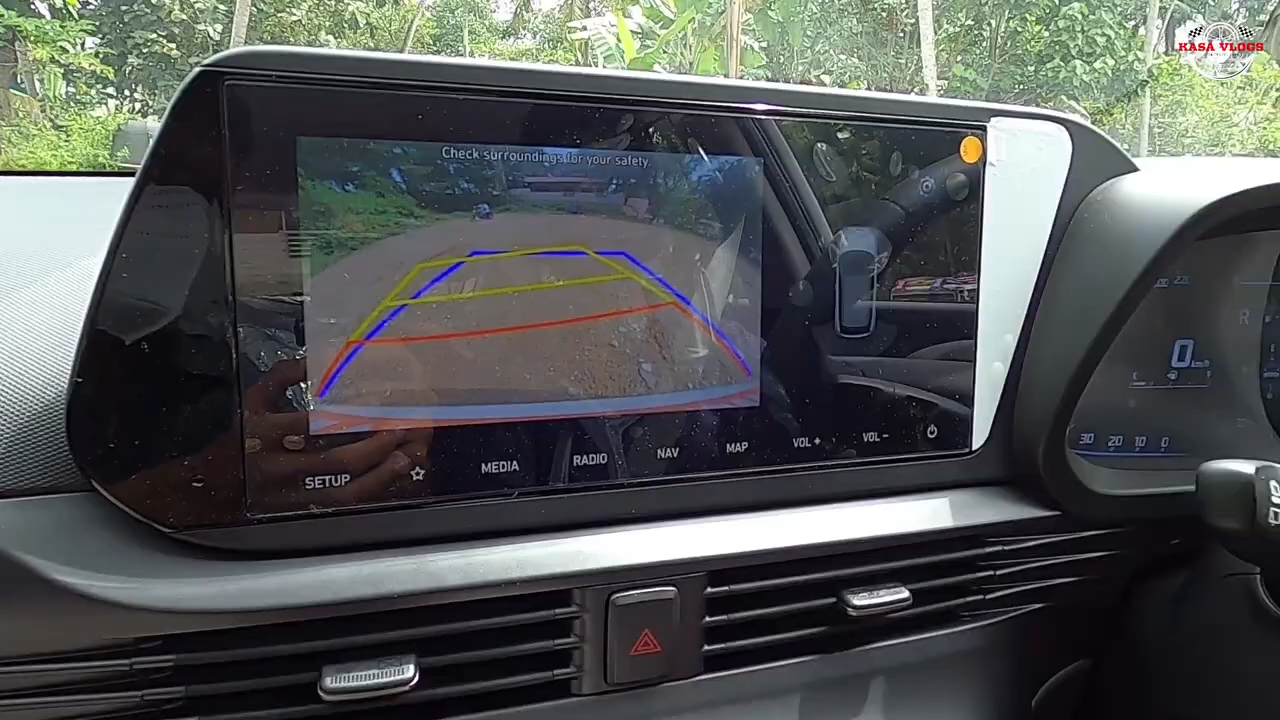 KASA VLOGS
Check surroundings for your safety.
SETUP
MEDIA
RADIO
NAV
MAP
VOL +
VOL -
220
R
0
E
F
30 20 10 0